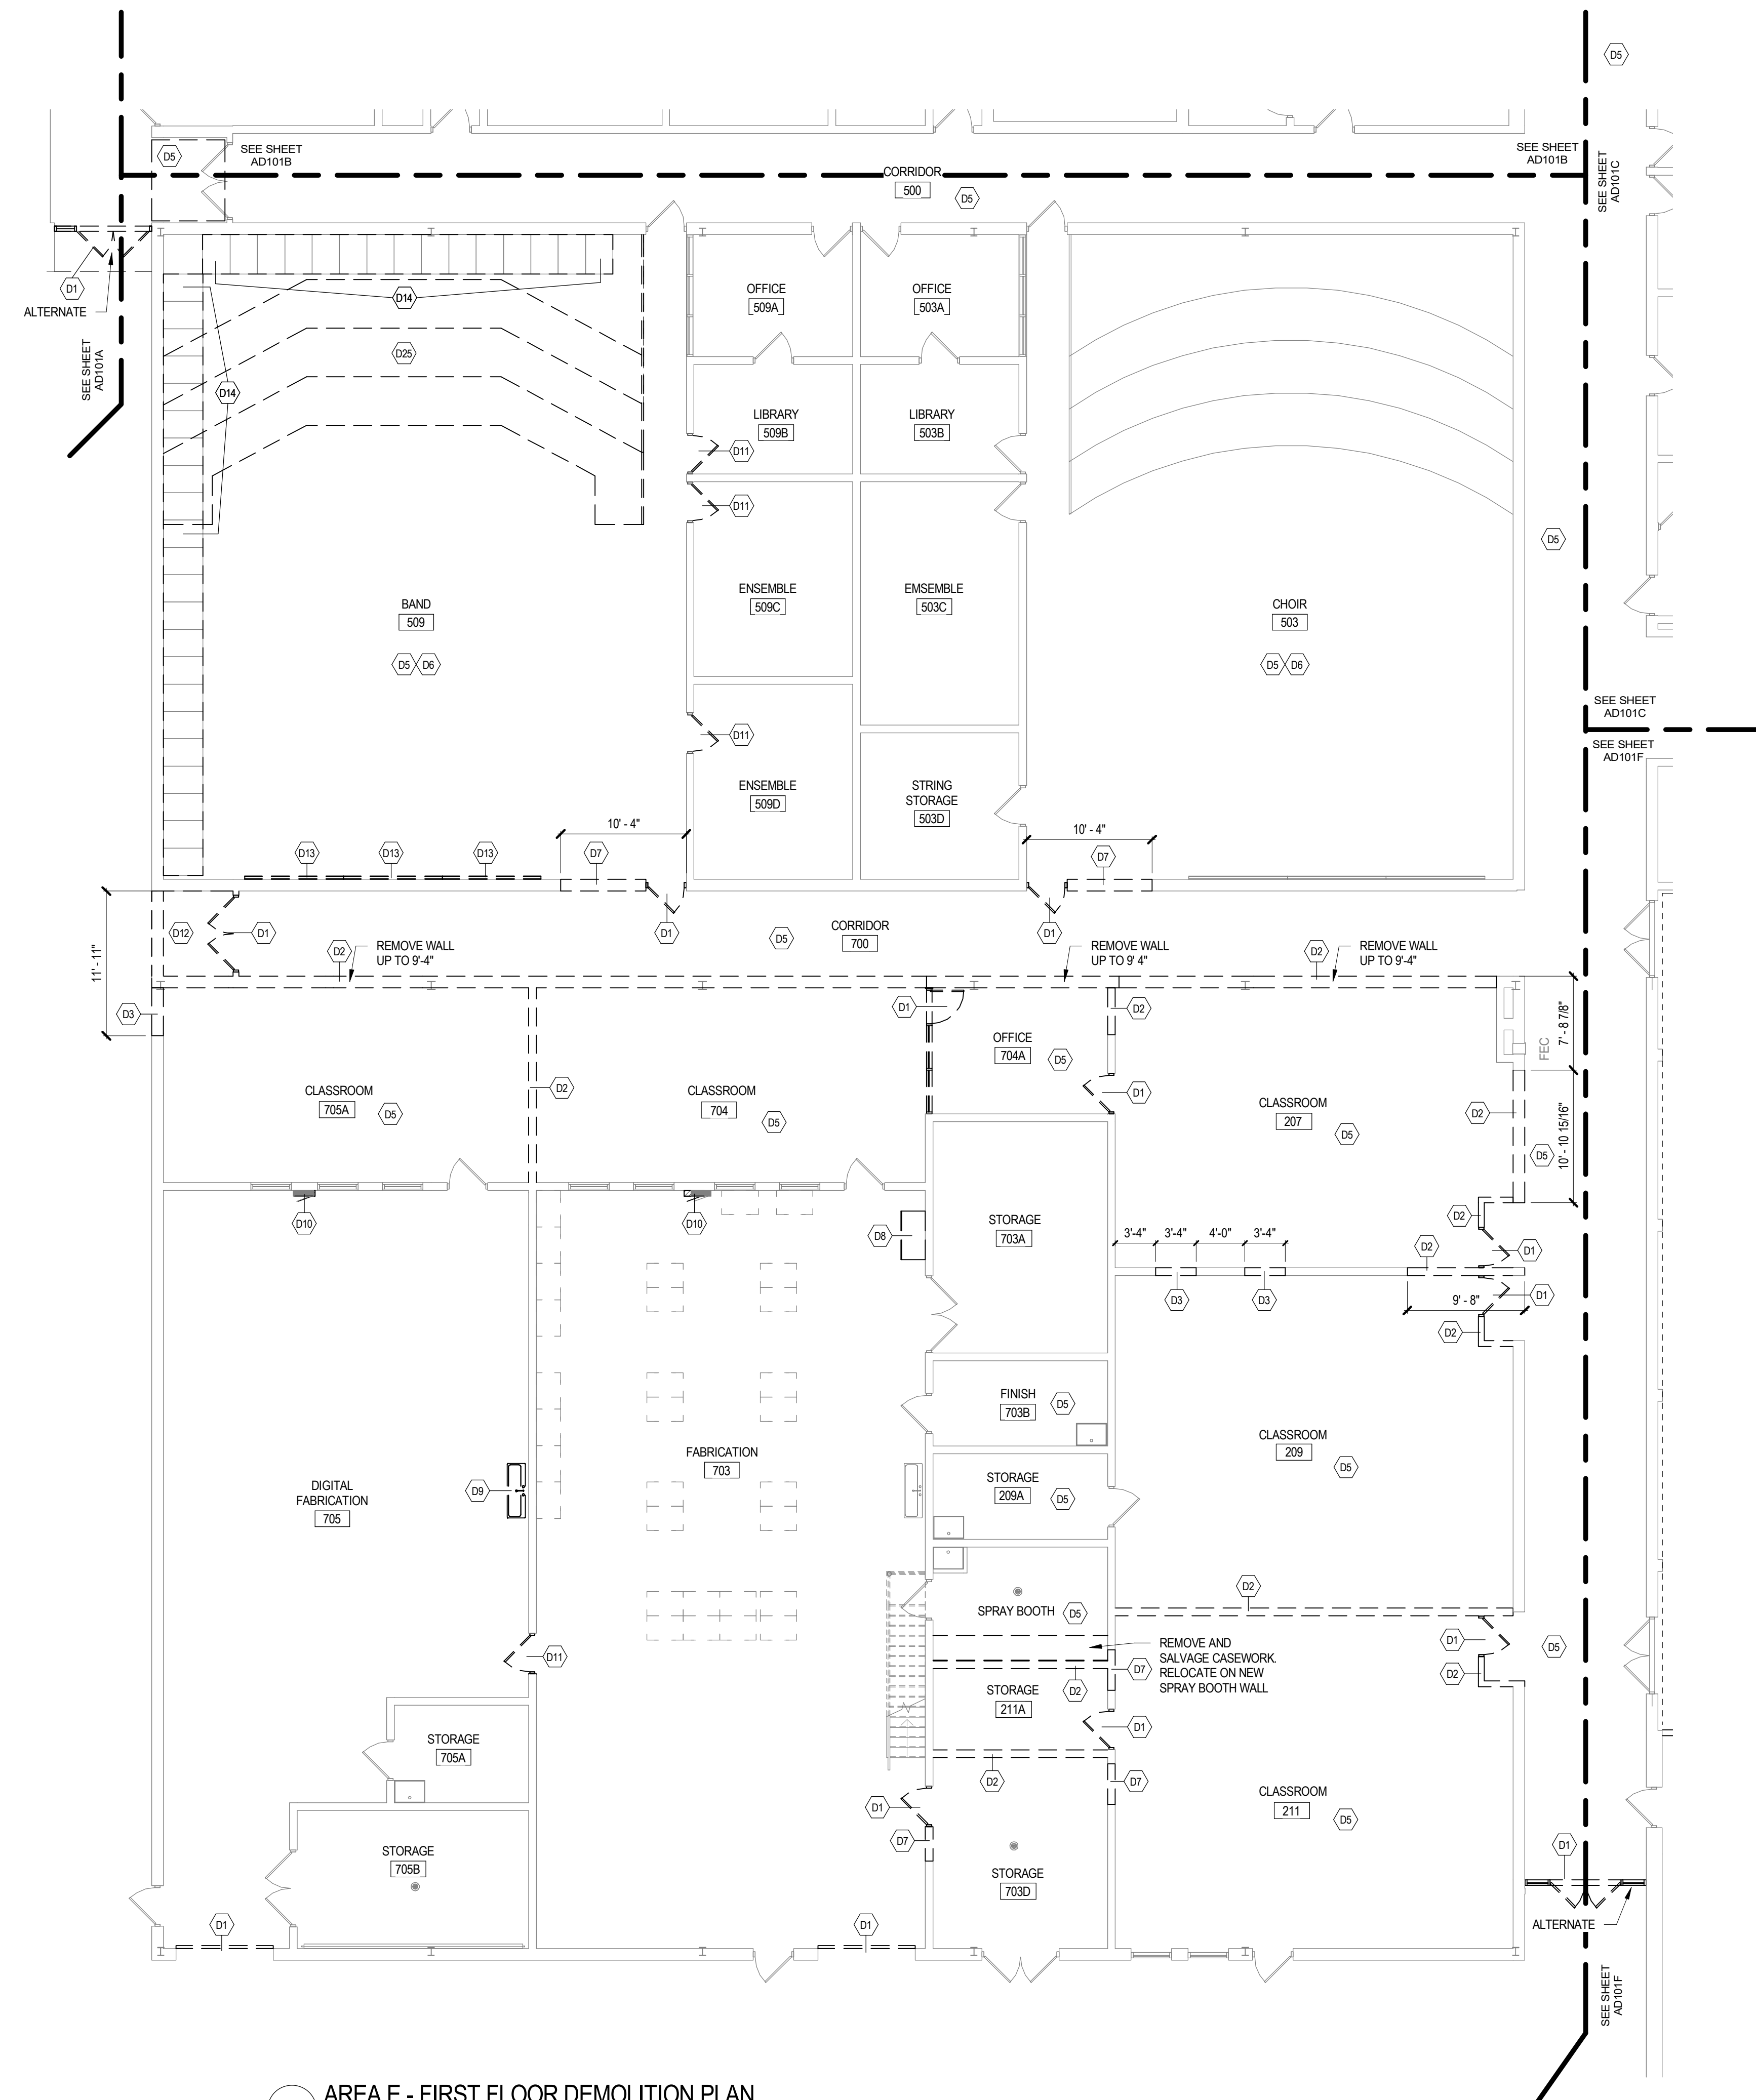 D5
SEE SHEET
AD101B
D5
SEE SHEET
AD101B
SEE SHEET
AD101C
CORRIDOR
500
D5
D1
ALTERNATE
SEE SHEET
AD101A
D14
D25
D14
OFFICE
509A
OFFICE
503A
LIBRARY
509B
LIBRARY
503B
D11
D11
D5
BAND
509
D5
D6
ENSEMBLE
509C
EMSEMBLE
503C
CHOIR
503
D5
D6
SEE SHEET
AD101C
SEE SHEET
AD101F
D11
ENSEMBLE
509D
STRING
STORAGE
503D
10' - 4"
10' - 4"
D13
D13
D13
D7
D7
11' - 11"
D12
D1
D1
D1
D2
REMOVE WALL
UP TO 9'-4"
D5
CORRIDOR
700
REMOVE WALL
UP TO 9' 4"
D2
REMOVE WALL
UP TO 9'-4"
D3
D1
D2
OFFICE
704A
D5
FEC
7' - 8 7/8"
CLASSROOM
705A
D5
D2
CLASSROOM
704
D5
D1
CLASSROOM
207
D5
D2
D5
10' - 10 15/16"
D10
D10
D8
STORAGE
703A
3'-4"
3'-4"
4'-0"
3'-4"
D2
D2
D1
D3
D3
9' - 8"
D1
D2
FINISH
703B
D5
CLASSROOM
209
D5
FABRICATION
703
DIGITAL
FABRICATION
705
D9
STORAGE
209A
D5
D2
SPRAY BOOTH
D5
REMOVE AND
SALVAGE CASEWORK.
RELOCATE ON NEW
SPRAY BOOTH WALL
D1
D5
D2
D11
D7
D2
STORAGE
211A
D1
STORAGE
705A
D2
D7
CLASSROOM
211
D5
D1
D7
D1
STORAGE
705B
STORAGE
703D
D1
D1
ALTERNATE
SEE SHEET
AD101F
AREA E - FIRST FLOOR DEMOLITION PLAN